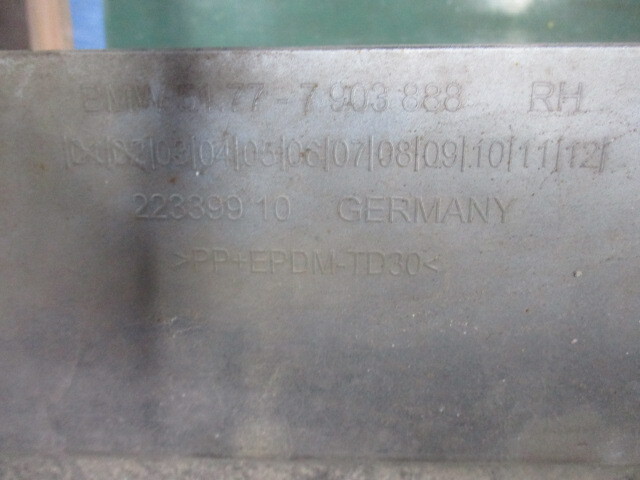 BMW 51.77 - 7 903 888 RH
|01|02|03|04|05|06|07|08|09|10|11|12|
223399 10 GERMANY
>PP+EPDM-TD30<